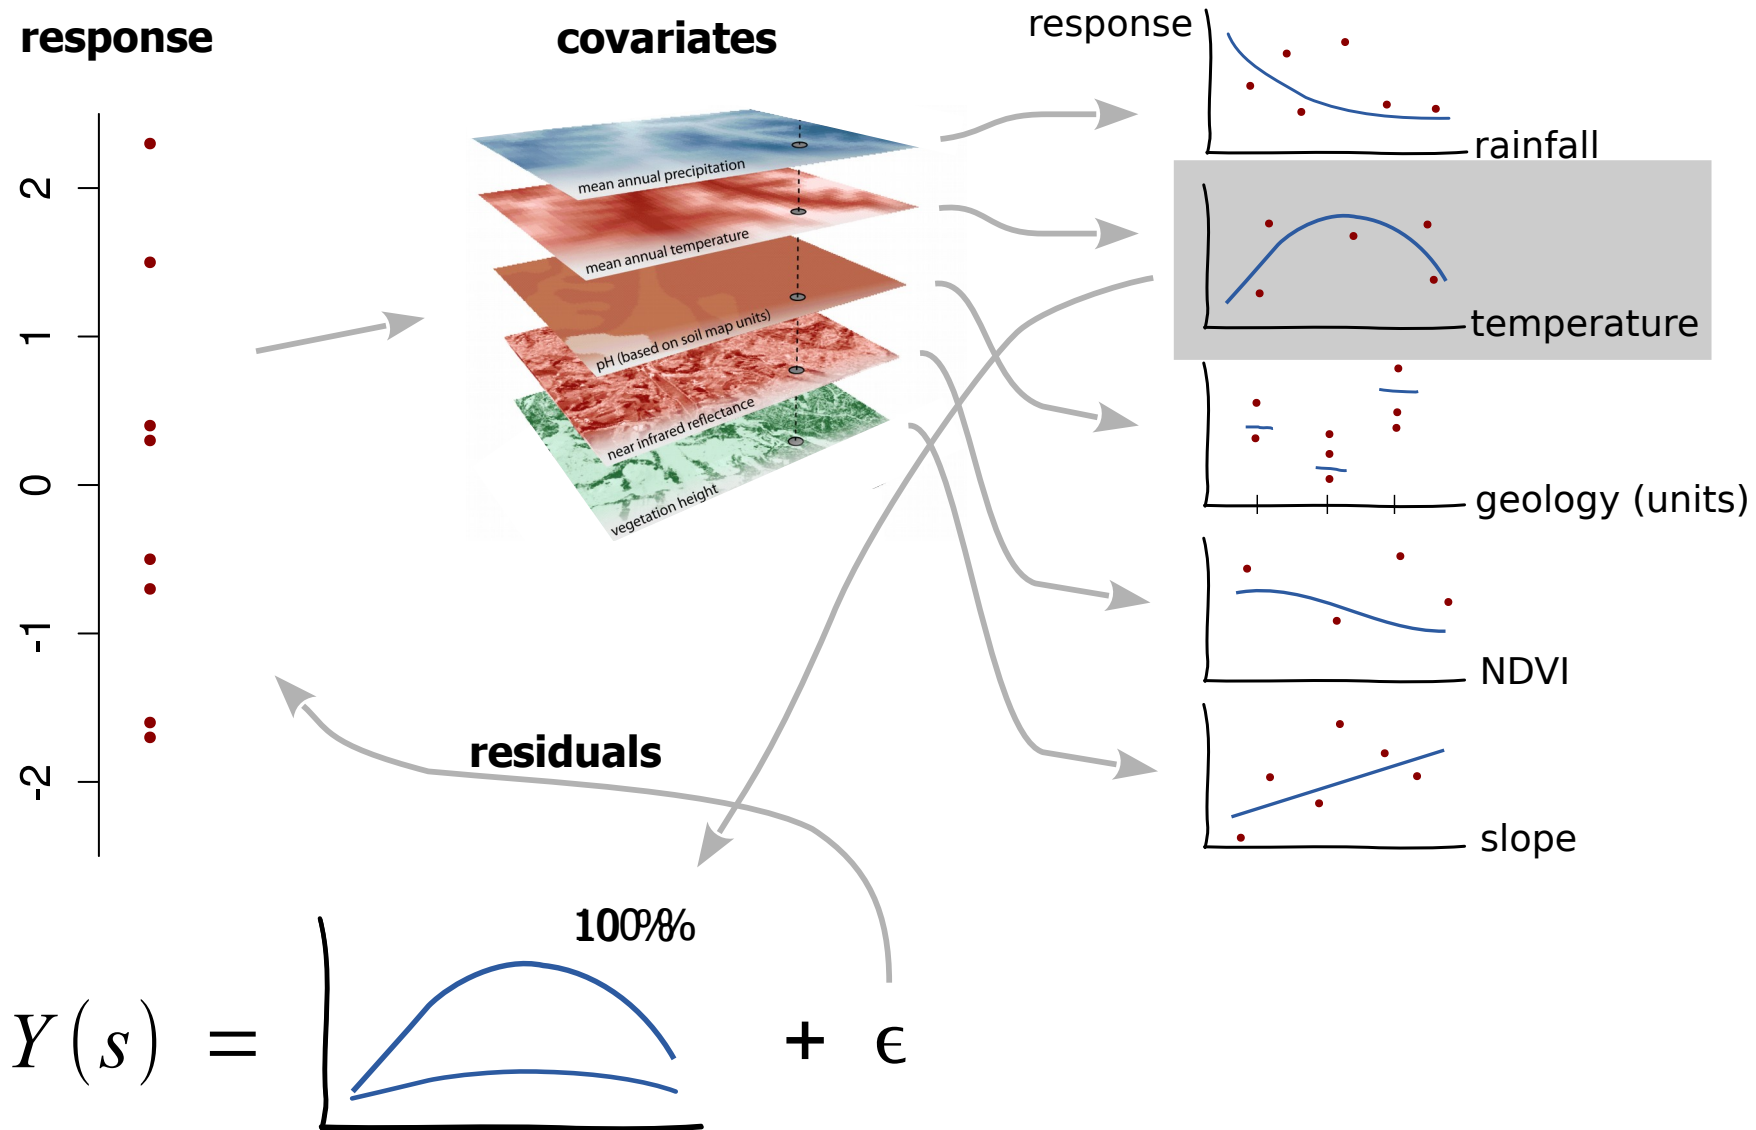 response
covariates
response
rainfall
temperature
geology (units)
NDVI
slope
2
1
0
-1
-2
mean annual precipitation
mean annual temperature
pH (based on soil map units)
near infrared reflectance
vegetation height
residuals
Y(s) = + ϵ